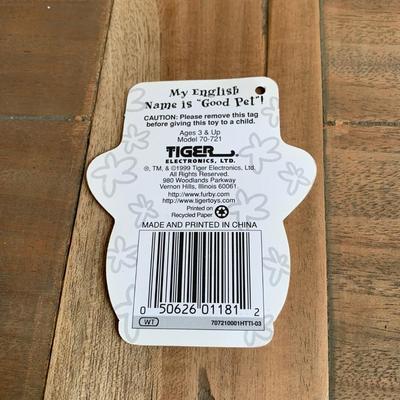 My English
Name is "Good Pet"!
CAUTION: Please remove this tag
before giving this toy to a child.
Ages 3 & Up
Model 70-721
TIGER
ELECTRONICS, LTD.
®, TM, & ©1999 Tiger Electronics, Ltd.
All Rights Reserved.
980 Woodlands Parkway
Vernon Hills, Illinois 60061
http://www.furby.com
http://www.tigertoys.com
Printed on
Recycled Paper
MADE AND PRINTED IN CHINA
0 50626 01181 2
WT 707210001HTTI-03